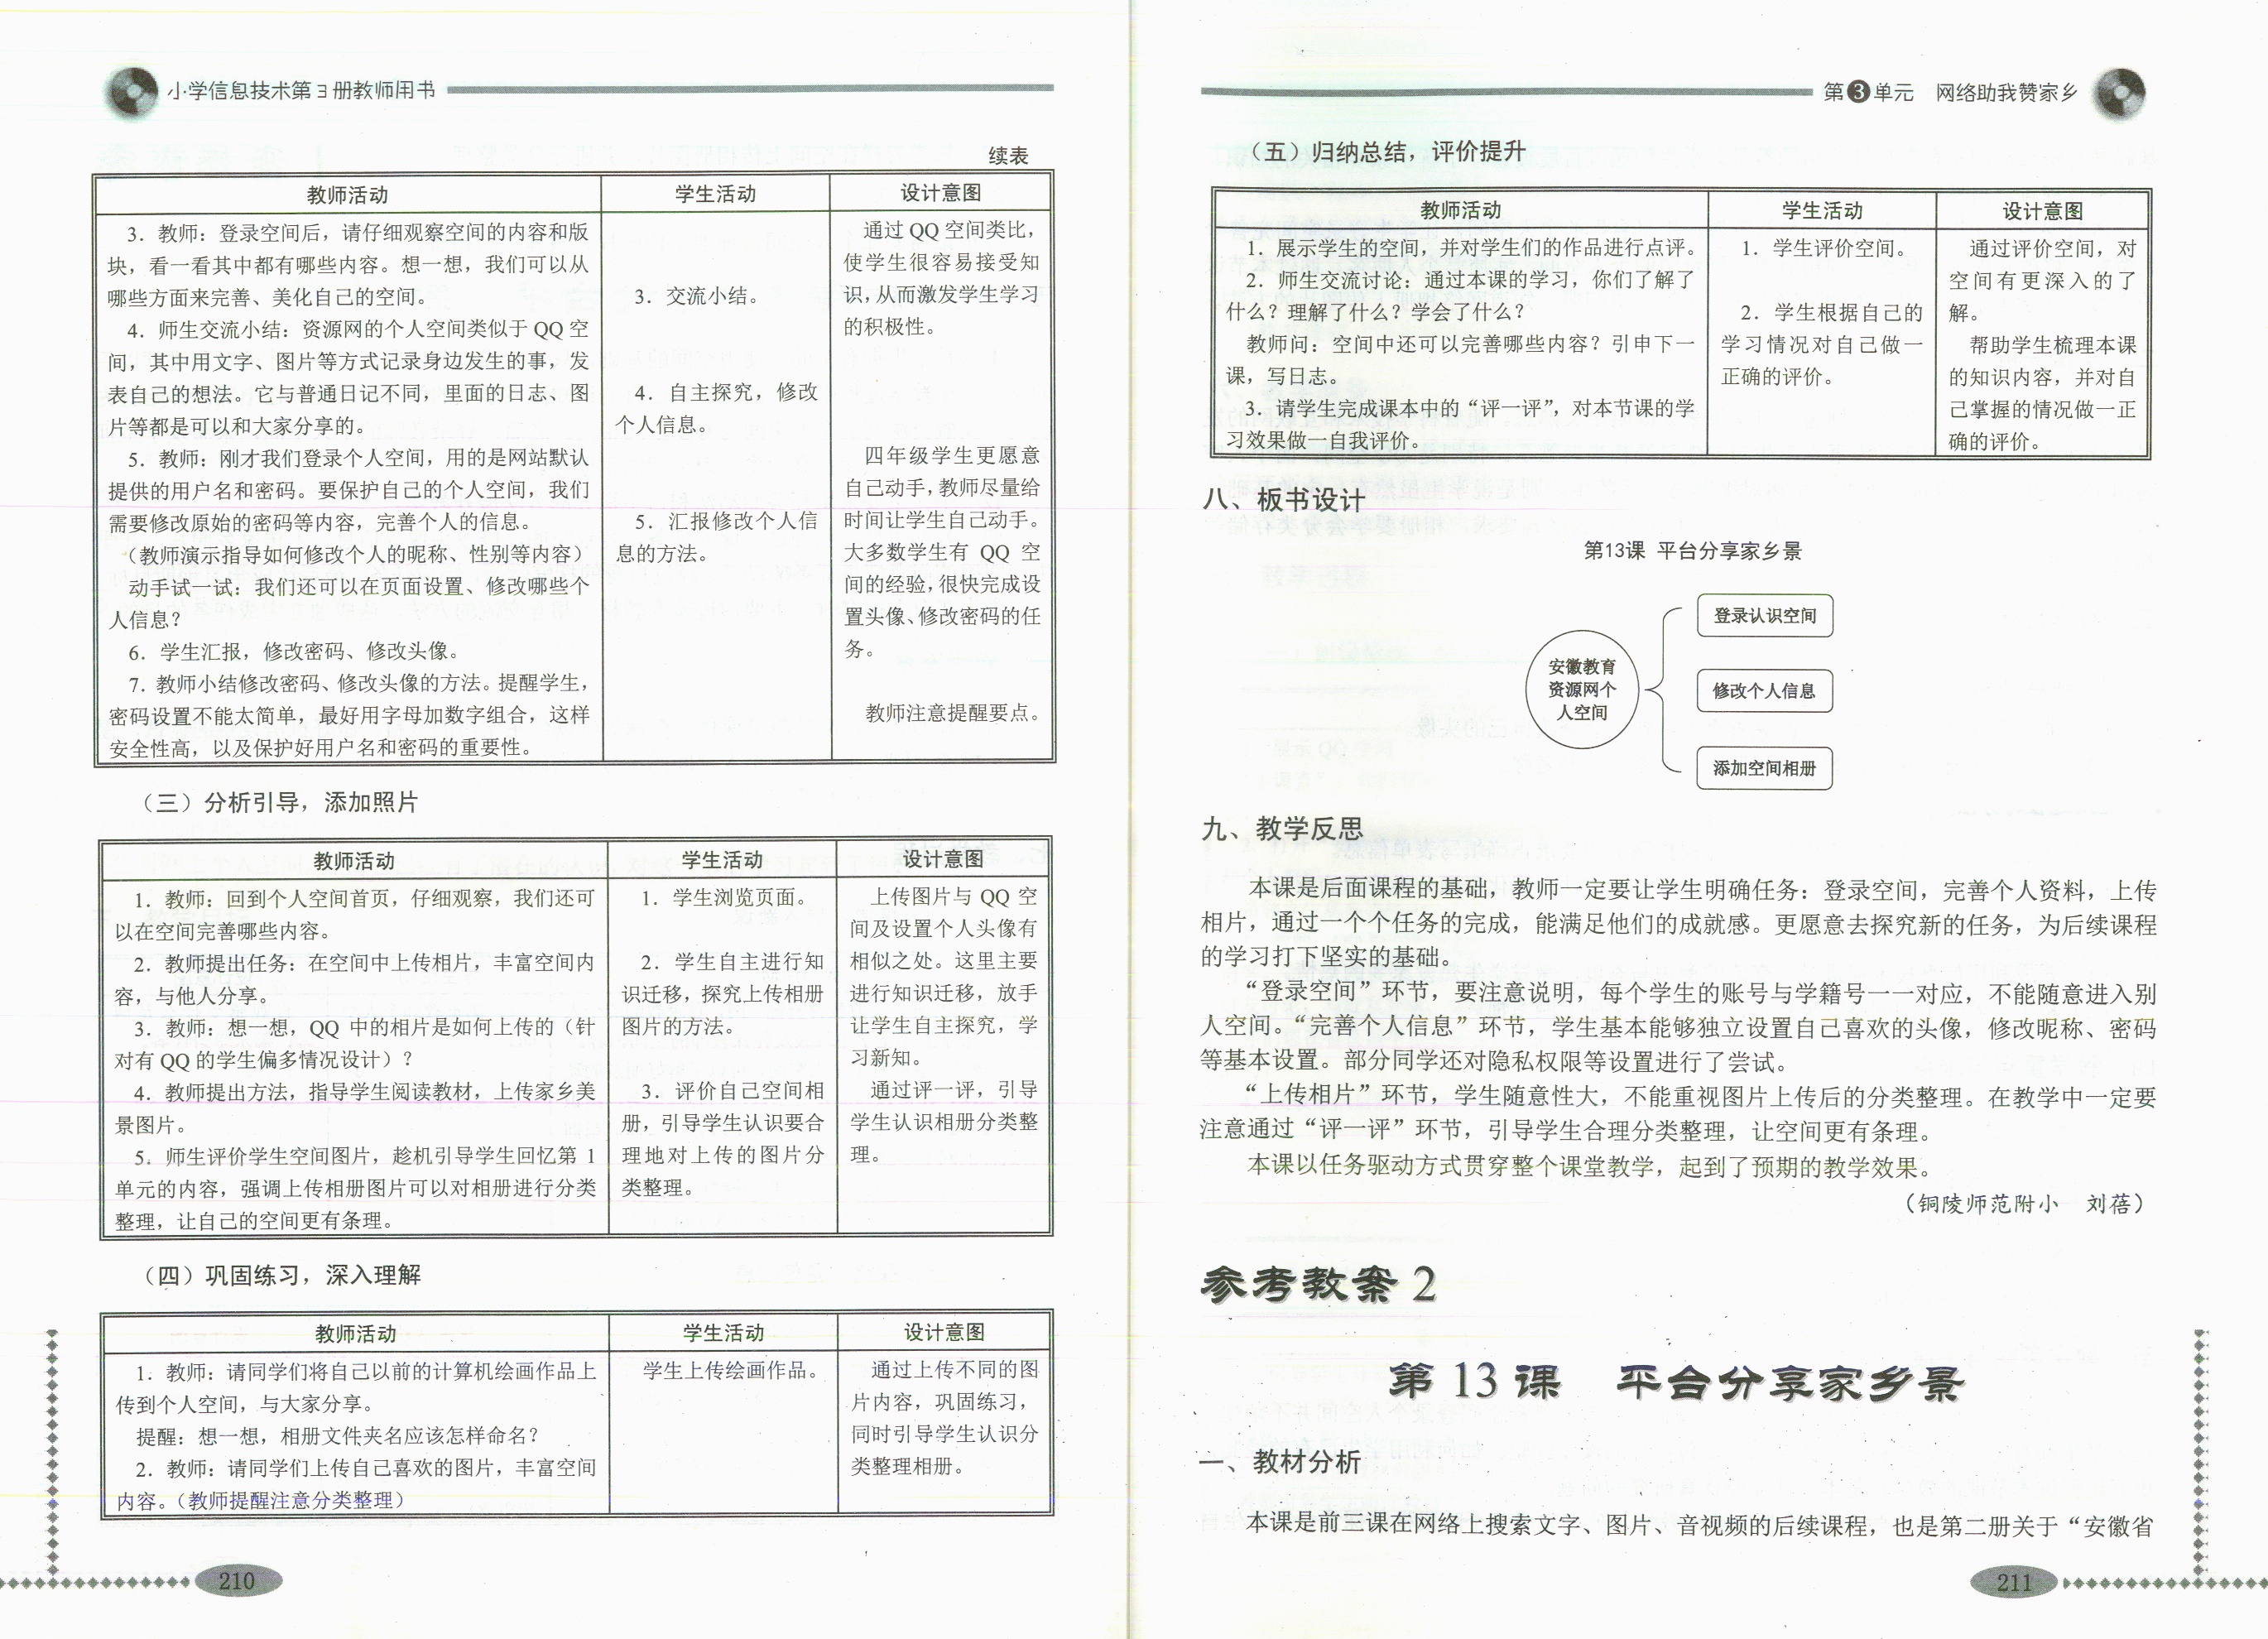 小学信息技术第3册教师用书
续表
教师活动 学生活动 设计意图
3．教师：登录空间后，请仔细观察空间的内容和版
块，看一看其中都有哪些内容。想一想，我们可以从
哪些方面来完善、美化自己的空间。
4．师生交流小结：资源网的个人空间类似于 QQ 空
间，其中用文字、图片等方式记录身边发生的事，发
表自己的想法。它与普通日记不同，里面的日志、图
片等都是可以和大家分享的。
5．教师：刚才我们登录个人空间，用的是网站默认
提供的用户名和密码。要保护自己的个人空间，我们
需要修改原始的密码等内容，完善个人的信息。
（教师演示指导如何修改个人的昵称、性别等内容）
动手试一试：我们还可以在页面设置、修改哪些个
人信息？
6．学生汇报，修改密码、修改头像。
7．教师小结修改密码、修改头像的方法。提醒学生，
密码设置不能太简单，最好用字母加数字组合，这样
安全性高，以及保护好用户名和密码的重要性。
3．交流小结。
4．自主探究，修改
个人信息。
5．汇报修改个人信
息的方法。
通过 QQ 空间类比，
使学生很容易接受知
识，从而激发学生学习
的积极性。
四年级学生更愿意
自己动手，教师尽量给
时间让学生自己动手。
大多数学生有 QQ 空
间的经验，很快完成设
置头像、修改密码的任
务。
教师注意提醒要点。
（三）分析引导，添加照片
教师活动 学生活动 设计意图
1．教师：回到个人空间首页，仔细观察，我们还可
以在空间完善哪些内容。
2．教师提出任务：在空间中上传相片，丰富空间内
容，与他人分享。
3．教师：想一想，QQ 中的相片是如何上传的（针
对有 QQ 的学生偏多情况设计）？
4．教师提出方法，指导学生阅读教材，上传家乡美
景图片。
5．师生评价学生空间图片，趁机引导学生回忆第 1
单元的内容，强调上传相册图片可以对相册进行分类
整理，让自己的空间更有条理。
1．学生浏览页面。
2．学生自主进行知
识迁移，探究上传相册
图片的方法。
3．评价自己空间相
册，引导学生认识要合
理地对上传的图片分
类整理。
上传图片与 QQ 空
间及设置个人头像有
相似之处。这里主要
进行知识迁移，放手
让学生自主探究，学
习新知。
通过评一评，引导
学生认识相册分类整
理。
（四）巩固练习，深入理解
教师活动 学生活动 设计意图
1．教师：请同学们将自己以前的计算机绘画作品上
传到个人空间，与大家分享。
提醒：想一想，相册文件夹名应该怎样命名？
2．教师：请同学们上传自己喜欢的图片，丰富空间
内容。（教师提醒注意分类整理）
学生上传绘画作品。
通过上传不同的图
片内容，巩固练习，
同时引导学生认识分
类整理相册。
210
第3单元 网络助我赞家乡
（五）归纳总结，评价提升
教师活动 学生活动 设计意图
1．展示学生的空间，并对学生们的作品进行点评。
2．师生交流讨论：通过本课的学习，你们了解了
什么？理解了什么？学会了什么？
教师问：空间中还可以完善哪些内容？引申下一
课，写日志。
3．请学生完成课本中的“评一评”，对本节课的学
习效果做一自我评价。
1．学生评价空间。
2．学生根据自己的
学习情况对自己做一
正确的评价。
通过评价空间，对
空间有更深入的了
解。
帮助学生梳理本课
的知识内容，并对自
己掌握的情况做一正
确的评价。
八、板书设计
第13课 平台分享家乡景
安徽教育
资源网个
人空间
登录认识空间
修改个人信息
添加空间相册
九、教学反思
本课是后面课程的基础，教师一定要让学生明确任务：登录空间，完善个人资料，上传
相片，通过一个个任务的完成，能满足他们的成就感。更愿意去探究新的任务，为后续课程
的学习打下坚实的基础。
“登录空间”环节，要注意说明，每个学生的账号与学籍号一一对应，不能随意进入别
人空间。“完善个人信息”环节，学生基本能够独立设置自己喜欢的头像，修改昵称、密码
等基本设置。部分同学还对隐私权限等设置进行了尝试。
“上传相片”环节，学生随意性大，不能重视图片上传后的分类整理。在教学中一定要
注意通过“评一评”环节，引导学生合理分类整理，让空间更有条理。
本课以任务驱动方式贯穿整个课堂教学，起到了预期的教学效果。
（铜陵师范附小 刘蓓）
参考教案 2
第 13 课 平台分享家乡景
一、教材分析
本课是前三课在网络上搜索文字、图片、音视频的后续课程，也是第二册关于“安徽省
211